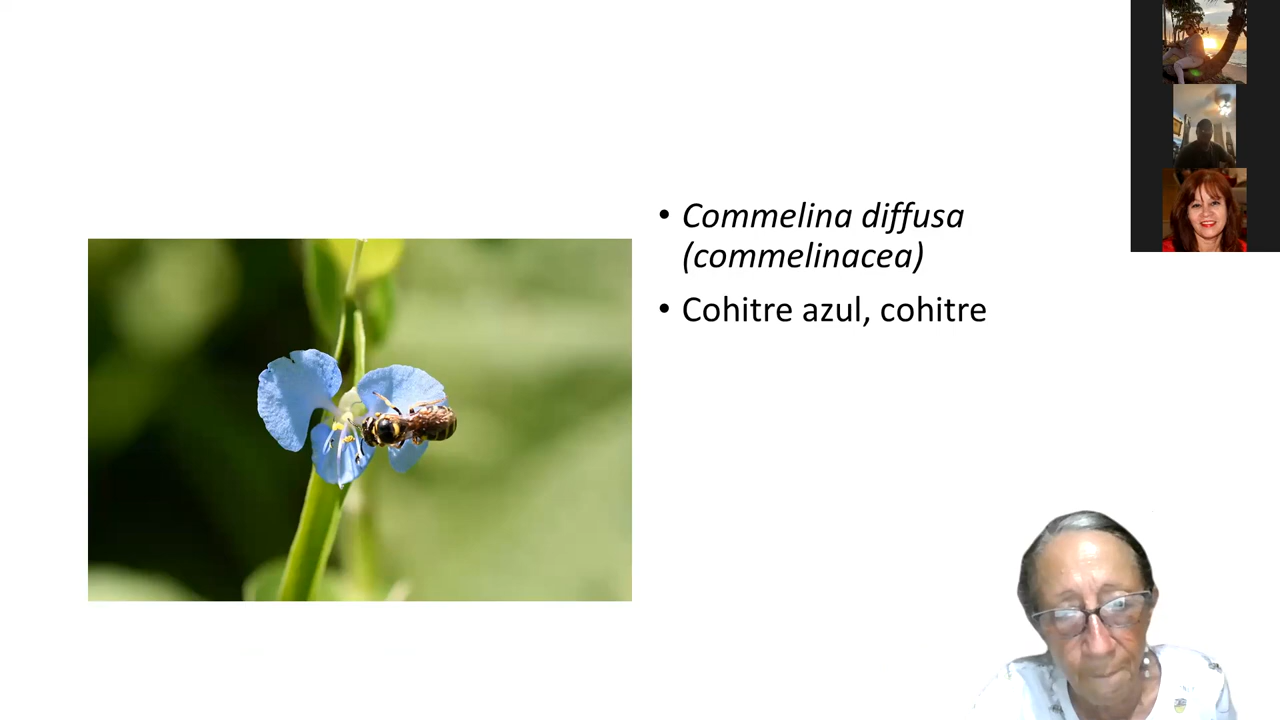 • Commelina diffusa
(commelinacea)
• Cohitre azul, cohitre